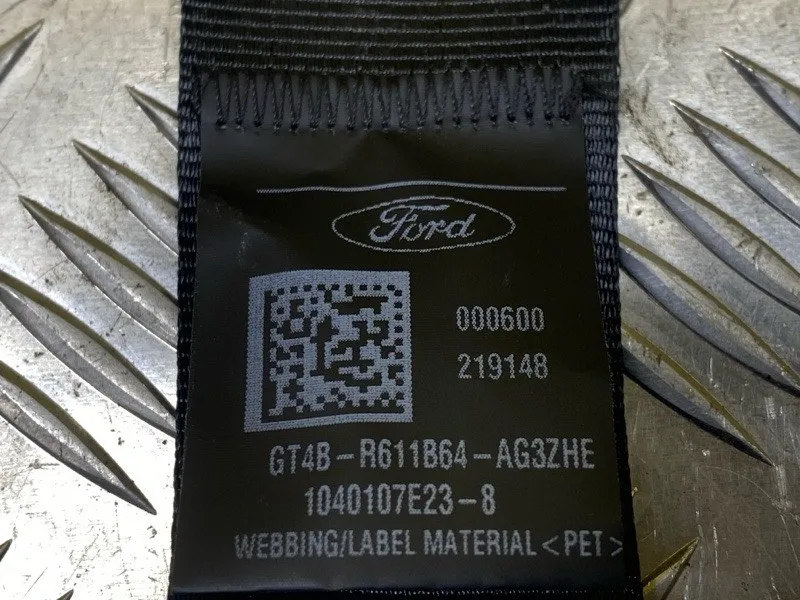 Ford
000600
219148
GT4B-R611B64-AG3ZHE
1040107E23-8
WEBBING/LABEL MATERIAL <PET>